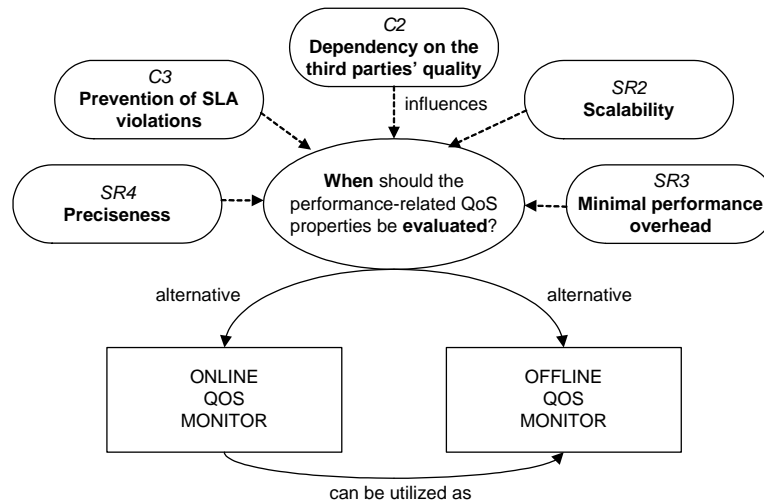 C2
Dependency on the
third parties' quality
C3
Prevention of SLA
violations
influences
SR2
Scalability
SR4
Preciseness
When should the
performance-related QoS
properties be evaluated?
SR3
Minimal performance
overhead
alternative
alternative
ONLINE
QOS
MONITOR
OFFLINE
QOS
MONITOR
can be utilized as